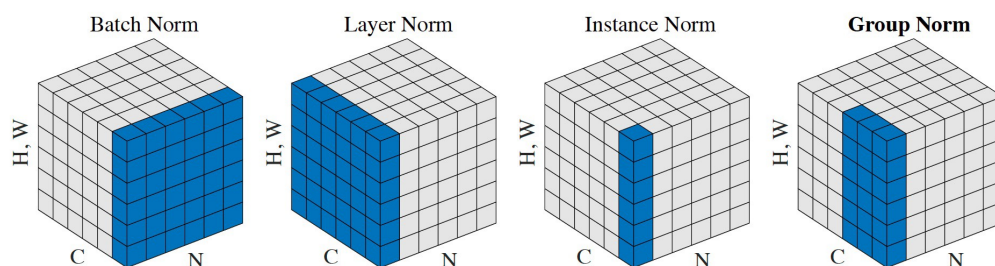 Batch Norm
Layer Norm
Instance Norm
Group Norm
H, W
C
N
H, W
C
N
H, W
C
N
H, W
C
N